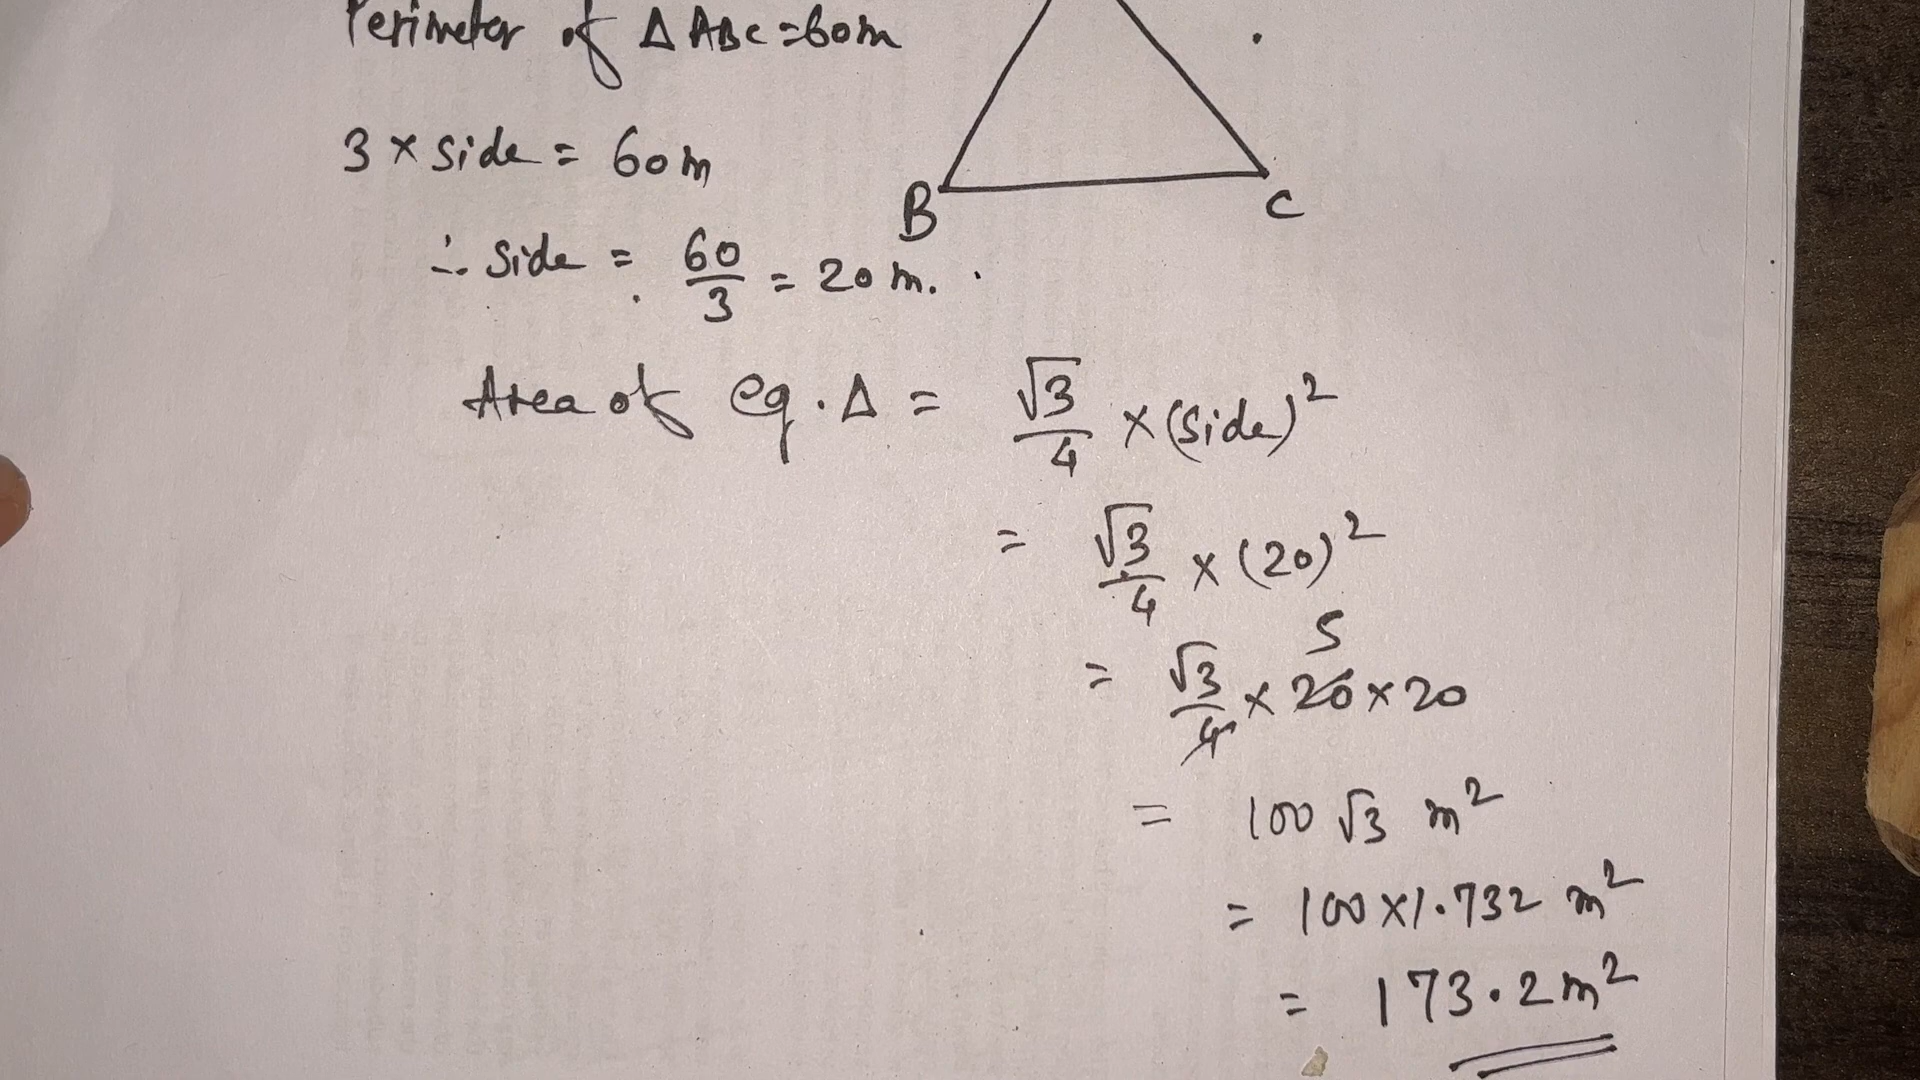 Perimeter of Δ ABC = 60m
3 × side = 60m
B C
∴ Side = 60/3 = 20 m.
Area of eq. Δ = √3/4 × (side)²
= √3/4 × (20)²
5
= √3/4 × 20 × 20
= 100 √3 m²
= 100 × 1.732 m²
= 173.2 m²